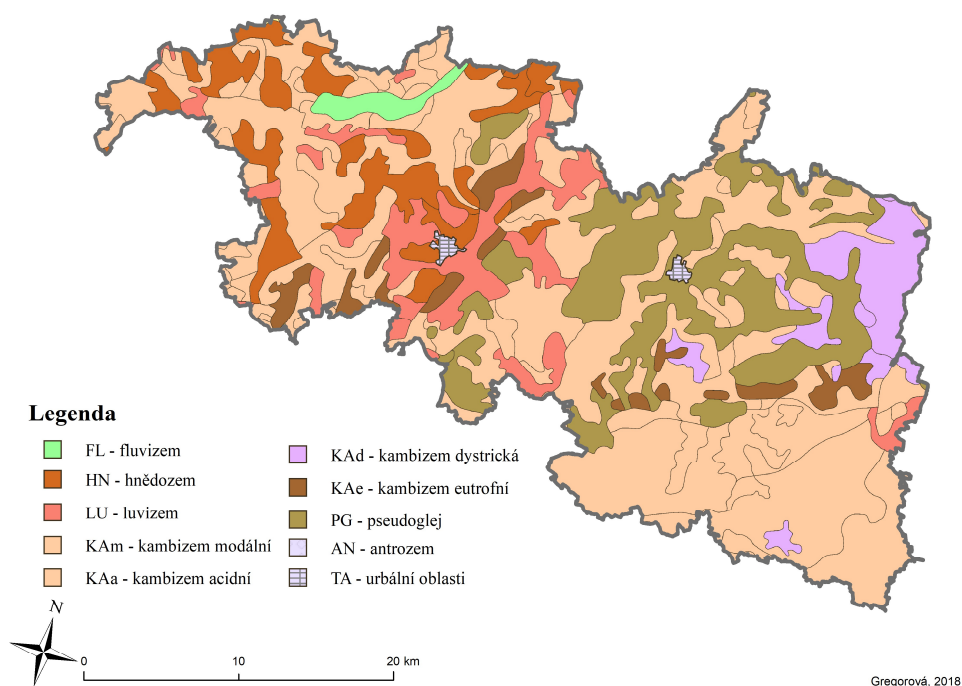 Legenda
FL - fluvizem
HN - hnědozem
LU - luvizem
KAm - kambizem modální
KAa - kambizem acidní
KAd - kambizem dystrická
KAe - kambizem eutrofní
PG - pseudoglej
AN - antrozem
TA - urbální oblasti
N
0 10 20 km
Gregorová, 2018